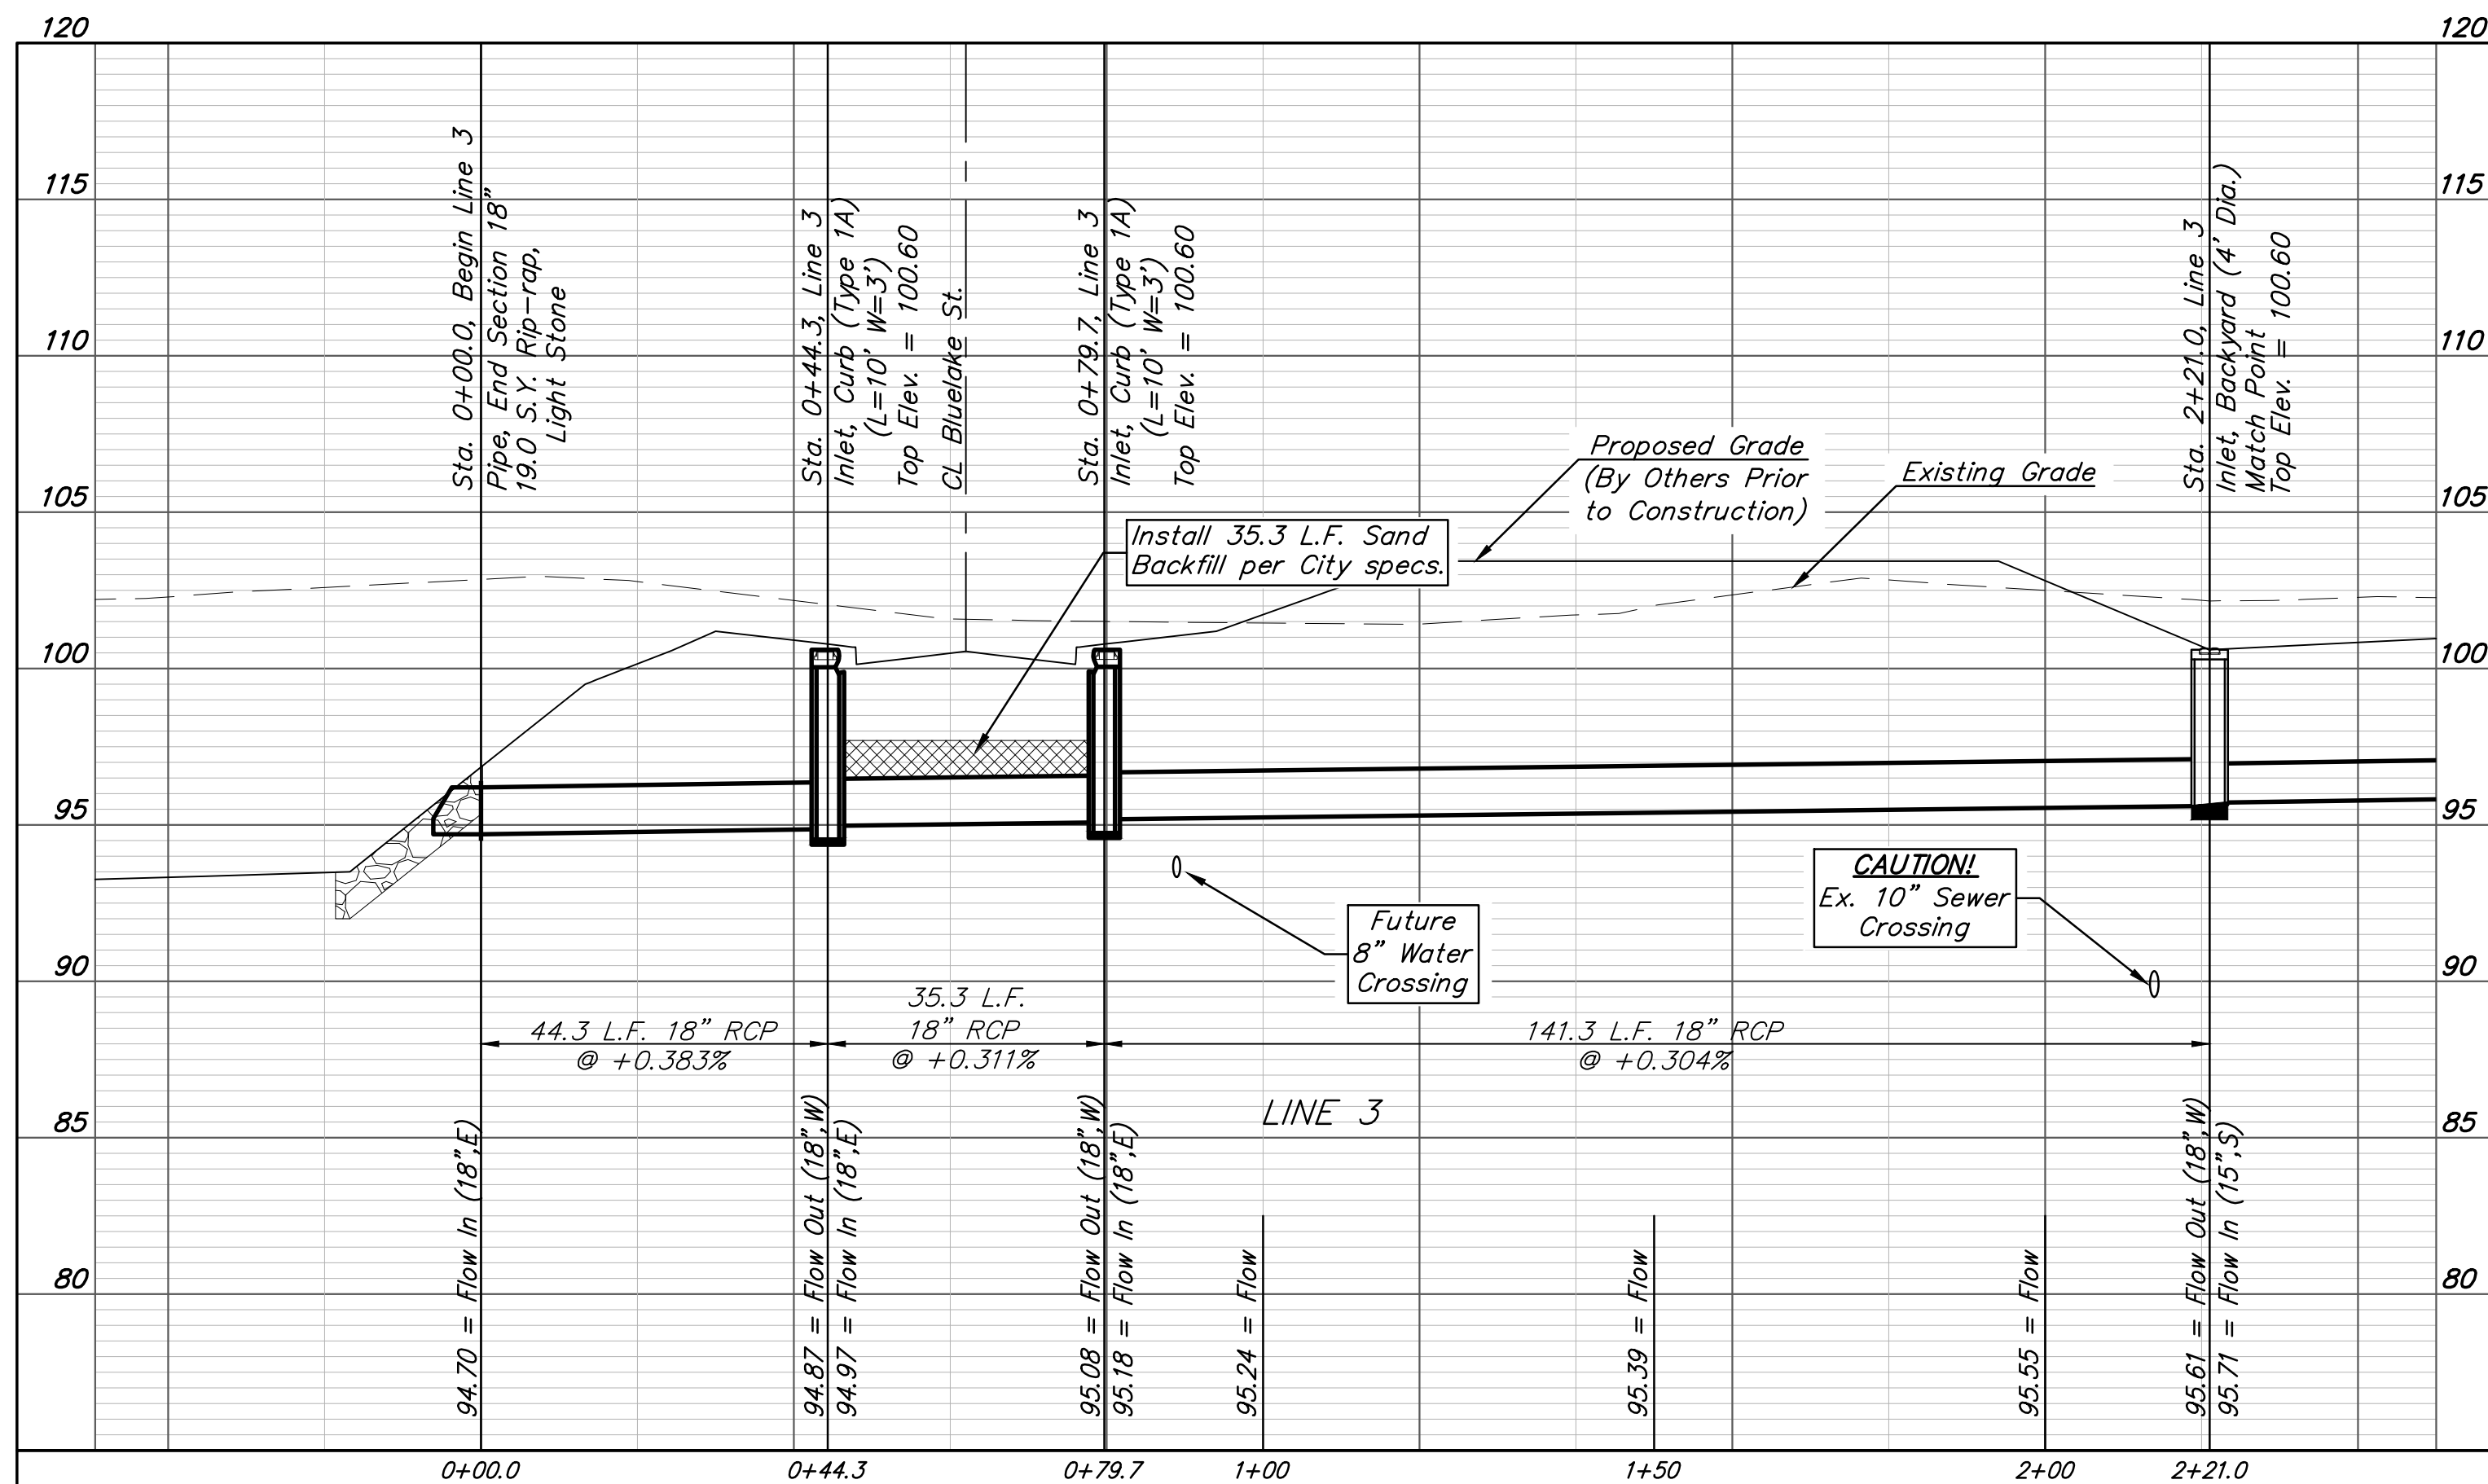 120
120
115
115
110
110
105
105
100
100
95
95
90
90
85
85
80
80
Sta. 0+00.0, Begin Line 3
Pipe, End Section 18"
19.0 S.Y. Rip-rap,
Light Stone
Sta. 0+44.3, Line 3
Inlet, Curb (Type 1A)
(L=10' W=3')
Top Elev. = 100.60
CL Bluelake St.
Sta. 0+79.7, Line 3
Inlet, Curb (Type 1A)
(L=10' W=3')
Top Elev. = 100.60
Sta. 2+21.0, Line 3
Inlet, Backyard (4' Dia.)
Match Point
Top Elev. = 100.60
Proposed Grade
(By Others Prior
to Construction)
Existing Grade
Install 35.3 L.F. Sand
Backfill per City specs.
Future
8" Water
Crossing
CAUTION!
Ex. 10" Sewer
Crossing
44.3 L.F. 18" RCP
@ +0.383%
35.3 L.F.
18" RCP
@ +0.311%
141.3 L.F. 18" RCP
@ +0.304%
LINE 3
94.70 = Flow In (18",E)
94.87 = Flow Out (18",W)
94.97 = Flow In (18",E)
95.08 = Flow Out (18",W)
95.18 = Flow In (18",E)
95.24 = Flow
95.39 = Flow
95.55 = Flow
95.61 = Flow Out (18",W)
95.71 = Flow In (15",S)
0+00.0
0+44.3
0+79.7
1+00
1+50
2+00
2+21.0